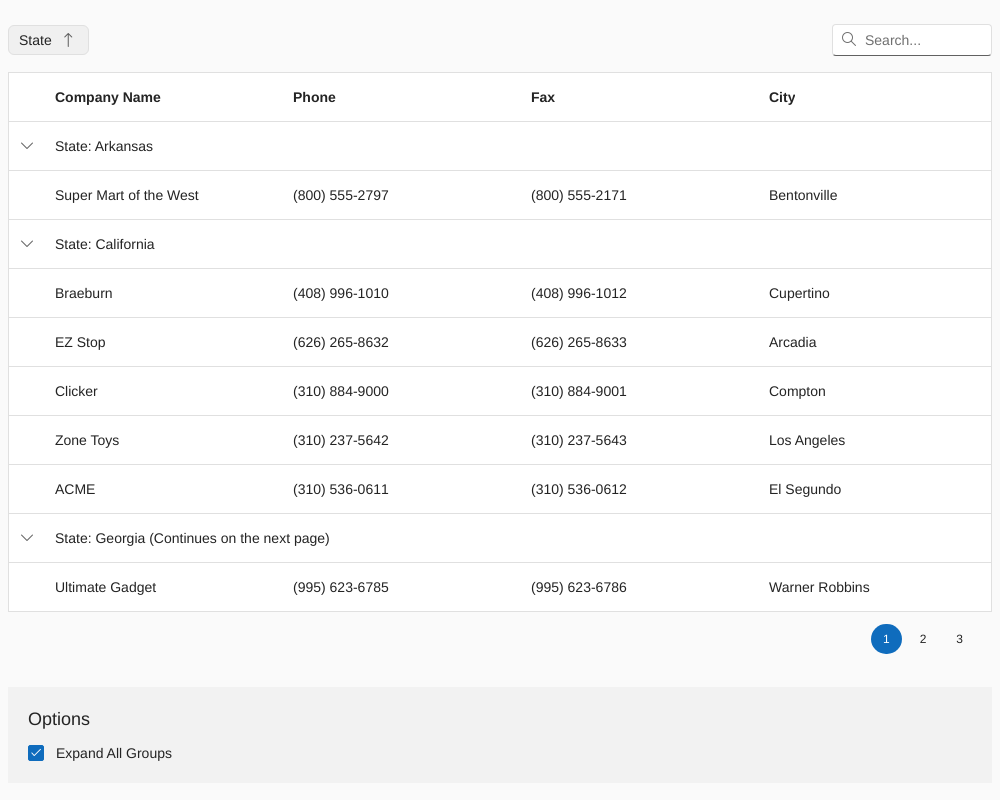 State
Search...
Company Name Phone Fax City
State: Arkansas
Super Mart of the West (800) 555-2797 (800) 555-2171 Bentonville
State: California
Braeburn (408) 996-1010 (408) 996-1012 Cupertino
EZ Stop (626) 265-8632 (626) 265-8633 Arcadia
Clicker (310) 884-9000 (310) 884-9001 Compton
Zone Toys (310) 237-5642 (310) 237-5643 Los Angeles
ACME (310) 536-0611 (310) 536-0612 El Segundo
State: Georgia (Continues on the next page)
Ultimate Gadget (995) 623-6785 (995) 623-6786 Warner Robbins
1 2 3
Options
Expand All Groups